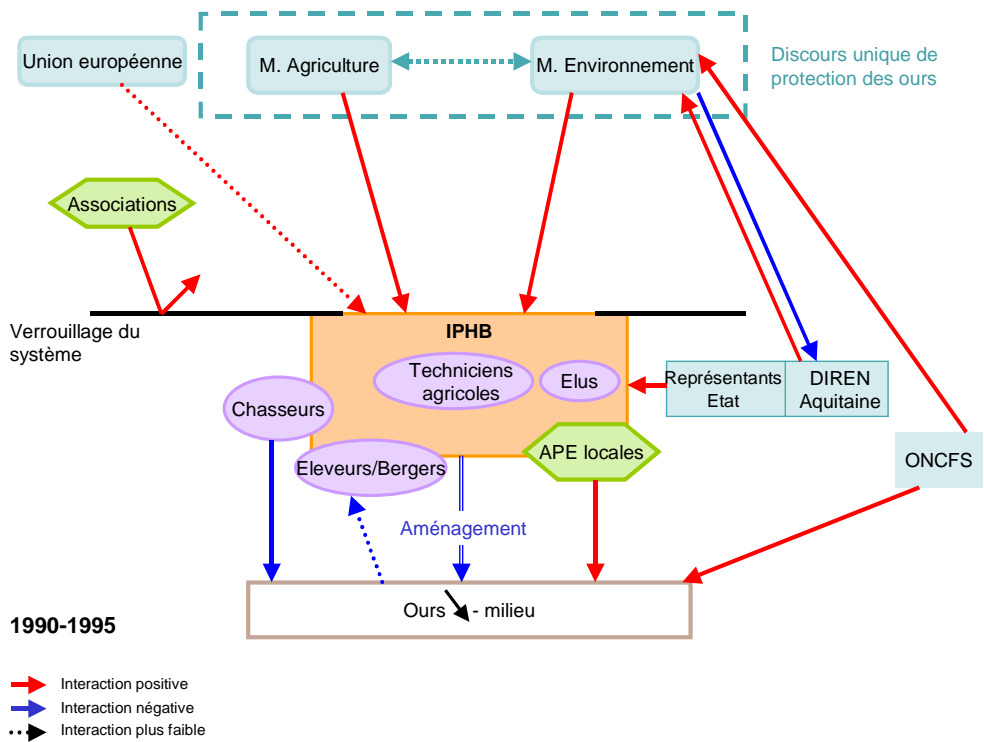 Union européenne
M. Agriculture
M. Environnement
Discours unique de
protection des ours
Associations
Verrouillage du
système
IPHB
Techniciens
agricoles
Elus
Chasseurs
Eleveurs/Bergers
APE locales
Représentants
Etat
DIREN
Aquitaine
ONCFS
Aménagement
Ours - milieu
1990-1995
Interaction positive
Interaction négative
Interaction plus faible